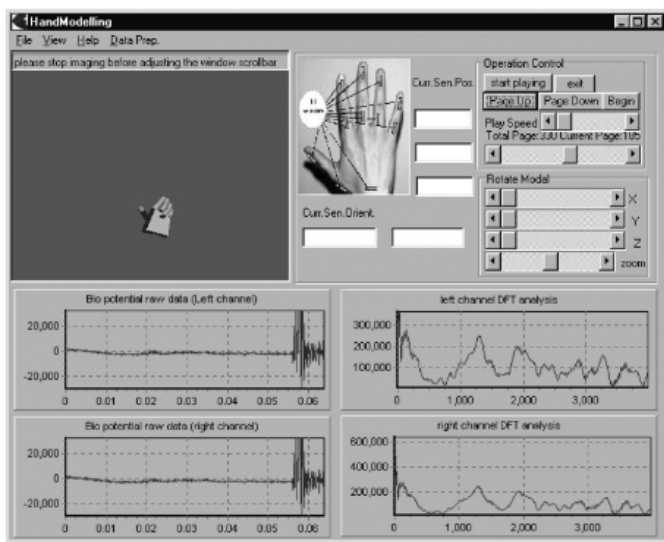 HandModelling
File View Help Data Prep.
please stop imaging before adjusting the window scrollbar
Curr.Sen.Pos.
Curr.Sen.Orient.
Operation Control
start playing exit
Page Up Page Down Begin
Play Speed
Total Page:330 Current Page:185
Rotate Modal
X
Y
Z
zoom
Bio potential raw data (Left channel)
20,000
0
-20,000
0 0.01 0.02 0.03 0.04 0.05 0.06
left channel DFT analysis
300,000
200,000
100,000
0 1,000 2,000 3,000
Bio potential raw data (right channel)
20,000
0
-20,000
0 0.01 0.02 0.03 0.04 0.05 0.06
right channel DFT analysis
600,000
400,000
200,000
0 1,000 2,000 3,000